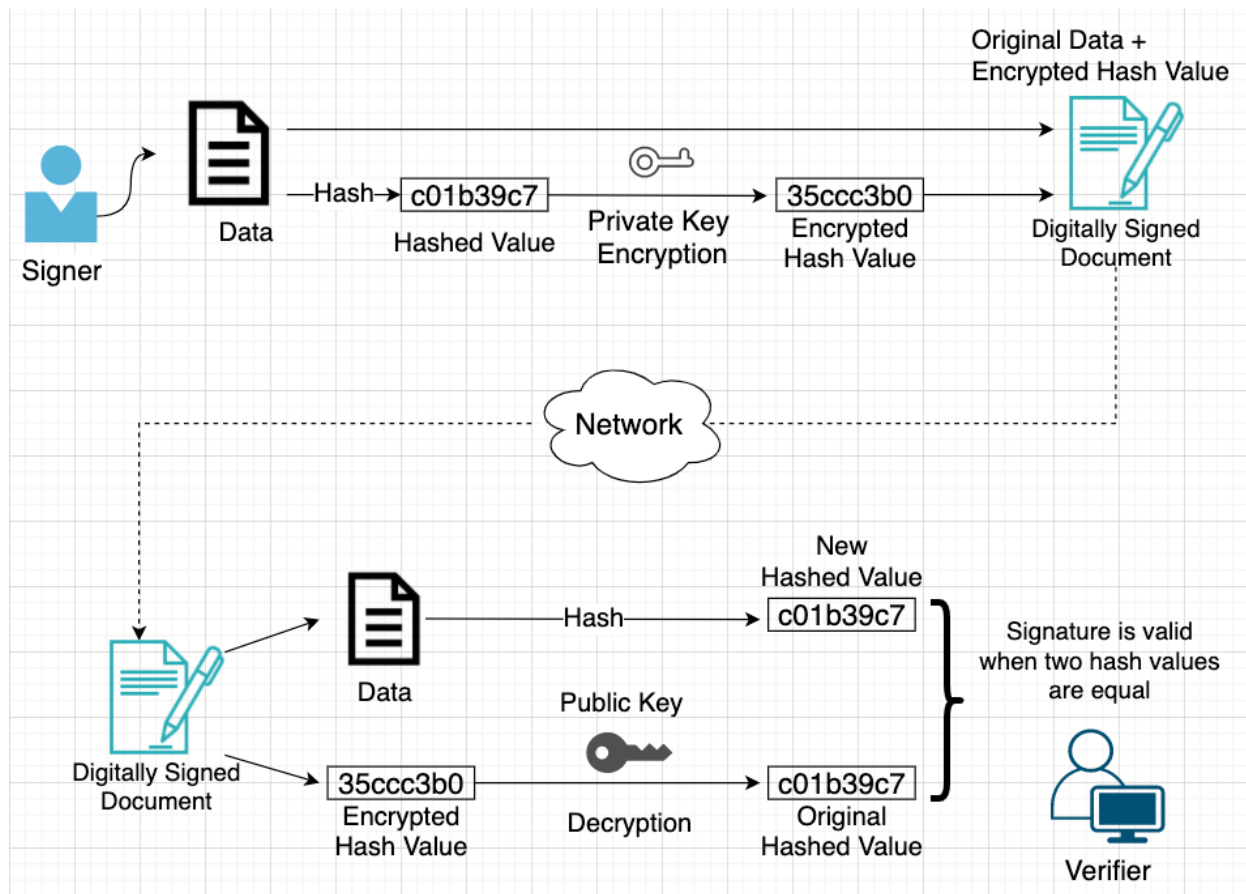 Original Data +
Encrypted Hash Value
Hash
c01b39c7
35ccc3b0
Data
Hashed Value
Private Key
Encryption
Encrypted
Hash Value
Digitally Signed
Document
Signer
Network
New
Hashed Value
Hash
c01b39c7
Signature is valid
when two hash values
are equal
Data
Public Key
Digitally Signed
Document
35ccc3b0
Encrypted
Hash Value
Decryption
c01b39c7
Original
Hashed Value
Verifier